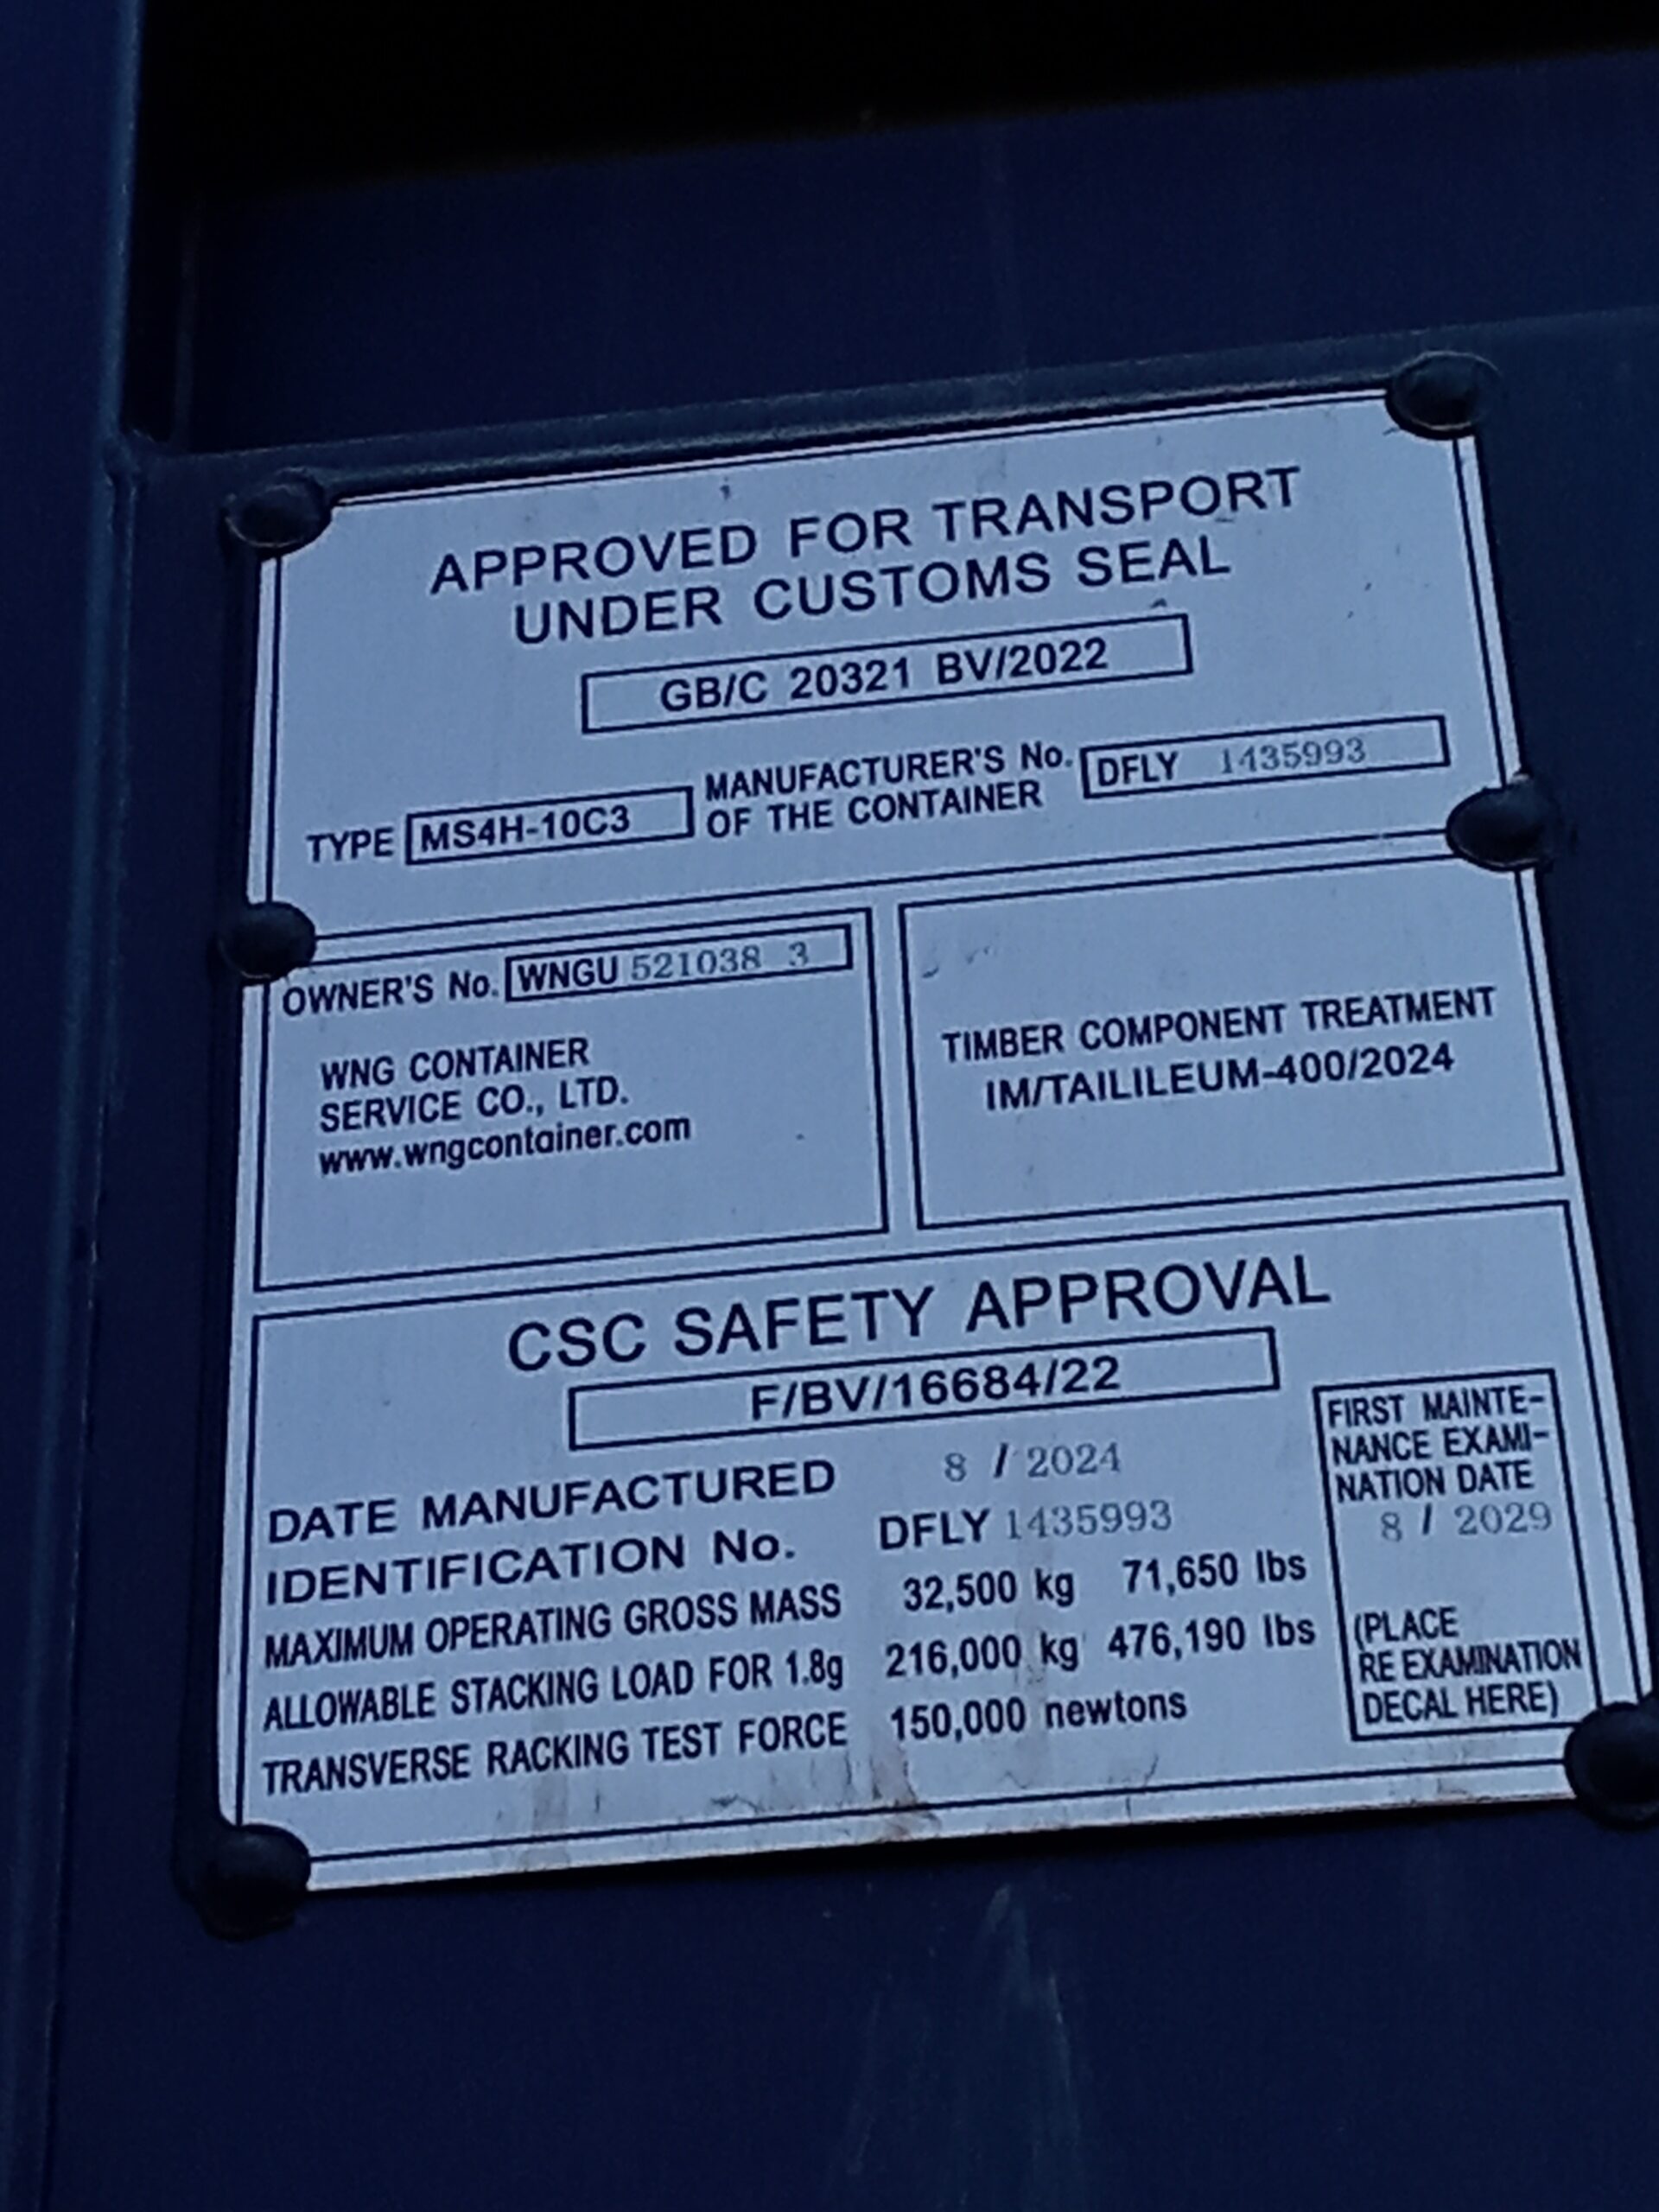 APPROVED FOR TRANSPORT
UNDER CUSTOMS SEAL
GB/C 20321 BV/2022
TYPE MS4H-10C3 MANUFACTURER'S No. OF THE CONTAINER DFLY 1435993
OWNER'S No. WNGU 521038 3
WNG CONTAINER
SERVICE CO., LTD.
www.wngcontainer.com
TIMBER COMPONENT TREATMENT
IM/TAILILEUM-400/2024
CSC SAFETY APPROVAL
F/BV/16684/22
DATE MANUFACTURED 8 / 2024
IDENTIFICATION No. DFLY 1435993
MAXIMUM OPERATING GROSS MASS 32,500 kg 71,650 lbs
ALLOWABLE STACKING LOAD FOR 1.8g 216,000 kg 476,190 lbs
TRANSVERSE RACKING TEST FORCE 150,000 newtons
FIRST MAINTE-
NANCE EXAMI-
NATION DATE
8 / 2029
(PLACE
RE EXAMINATION
DECAL HERE)